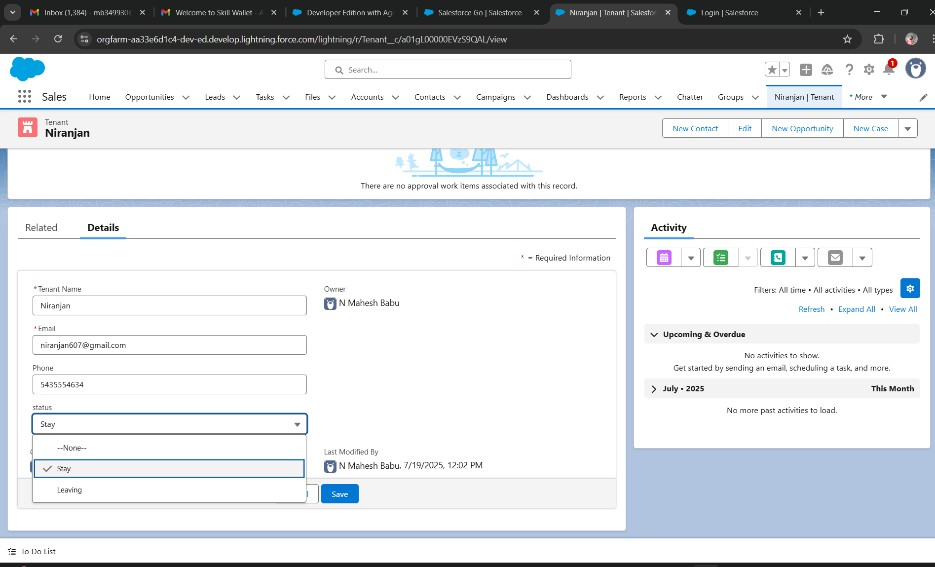 Inbox (1,384) - mb349930
Welcome to Skill Wallet - A
Developer Edition with Ag
Salesforce Go | Salesforce
Niranjan | Tenant | Salesfor
Login | Salesforce
orgfarm-aa33e6d1c4-dev-ed.develop.lightning.force.com/lightning/r/Tenant__c/a01gL00000EVzS9QAL/view
Search...
1
Sales
Home Opportunities Leads Tasks Files Accounts Contacts Campaigns Dashboards Reports Chatter Groups Niranjan | Tenant * More
Tenant
Niranjan
New Contact Edit New Opportunity New Case
There are no approval work items associated with this record.
Related Details
* = Required Information
*Tenant Name
Niranjan
Owner
N Mahesh Babu
*Email
niranjan607@gmail.com
Phone
5435554634
status
Stay
--None--
Stay
Leaving
Last Modified By
N Mahesh Babu, 7/19/2025, 12:02 PM
Save
Activity
Filters: All time • All activities • All types
Refresh • Expand All • View All
Upcoming & Overdue
No activities to show.
Get started by sending an email, scheduling a task, and more.
July • 2025 This Month
No more past activities to load.
To Do List